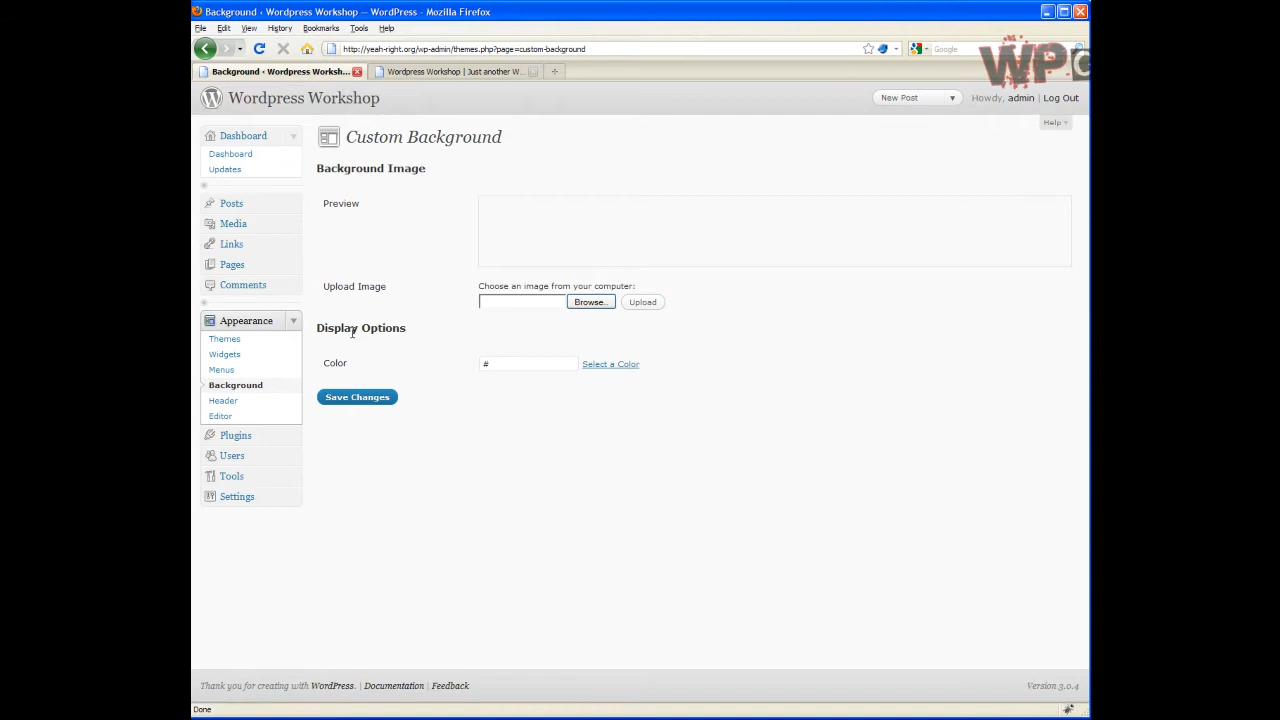 Background ‹ Wordpress Workshop — WordPress - Mozilla Firefox
File Edit View History Bookmarks Tools Help
http://yeah-right.org/wp-admin/themes.php?page=custom-background
Google
Background ‹ Wordpress Worksh...
Wordpress Workshop | Just another W...
WPC
Wordpress Workshop
New Post
Howdy, admin | Log Out
Help
Dashboard
Dashboard
Updates
Posts
Media
Links
Pages
Comments
Appearance
Themes
Widgets
Menus
Background
Header
Editor
Plugins
Users
Tools
Settings
Custom Background
Background Image
Preview
Upload Image
Choose an image from your computer:
Browse..
Upload
Display Options
Color
#
Select a Color
Save Changes
Thank you for creating with WordPress. | Documentation | Feedback
Version 3.0.4
Done